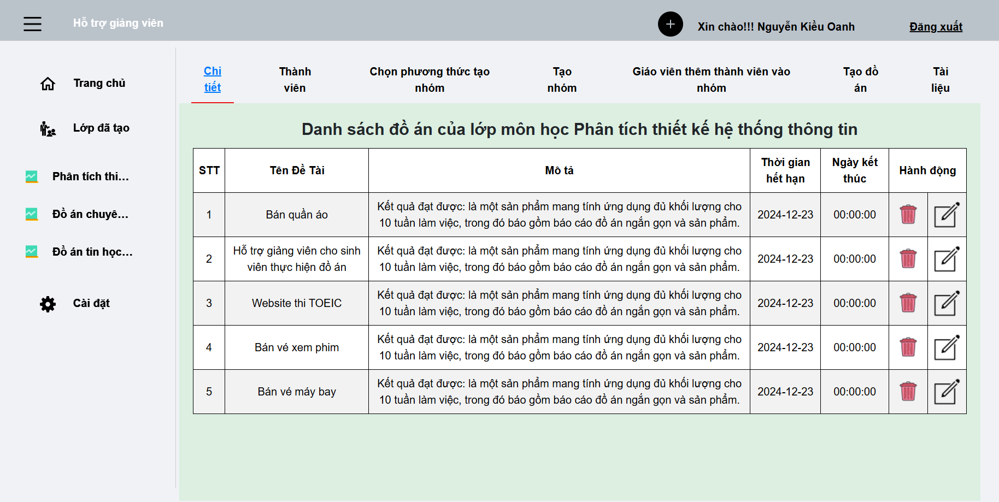 Hỗ trợ giảng viên
Xin chào!!! Nguyễn Kiều Oanh
Đăng xuất
Trang chủ
Lớp đã tạo
Phân tích thi...
Đồ án chuyê...
Đồ án tin học...
Cài đặt
Chi
tiết
Thành
viên
Chọn phương thức tạo
nhóm
Tạo
nhóm
Giáo viên thêm thành viên vào
nhóm
Tạo đồ
án
Tài
liệu
Danh sách đồ án của lớp môn học Phân tích thiết kế hệ thống thông tin
STT
Tên Đề Tài
Mô tả
Thời gian
hết hạn
Ngày kết
thúc
Hành động
1
Bán quần áo
Kết quả đạt được: là một sản phẩm mang tính ứng dụng đủ khối lượng cho
10 tuần làm việc, trong đó báo gồm báo cáo đồ án ngắn gọn và sản phẩm.
2024-12-23
00:00:00
2
Hỗ trợ giảng viên cho sinh
viên thực hiện đồ án
Kết quả đạt được: là một sản phẩm mang tính ứng dụng đủ khối lượng cho
10 tuần làm việc, trong đó báo gồm báo cáo đồ án ngắn gọn và sản phẩm.
2024-12-23
00:00:00
3
Website thi TOEIC
Kết quả đạt được: là một sản phẩm mang tính ứng dụng đủ khối lượng cho
10 tuần làm việc, trong đó báo gồm báo cáo đồ án ngắn gọn và sản phẩm.
2024-12-23
00:00:00
4
Bán vé xem phim
Kết quả đạt được: là một sản phẩm mang tính ứng dụng đủ khối lượng cho
10 tuần làm việc, trong đó báo gồm báo cáo đồ án ngắn gọn và sản phẩm.
2024-12-23
00:00:00
5
Bán vé máy bay
Kết quả đạt được: là một sản phẩm mang tính ứng dụng đủ khối lượng cho
10 tuần làm việc, trong đó báo gồm báo cáo đồ án ngắn gọn và sản phẩm.
2024-12-23
00:00:00